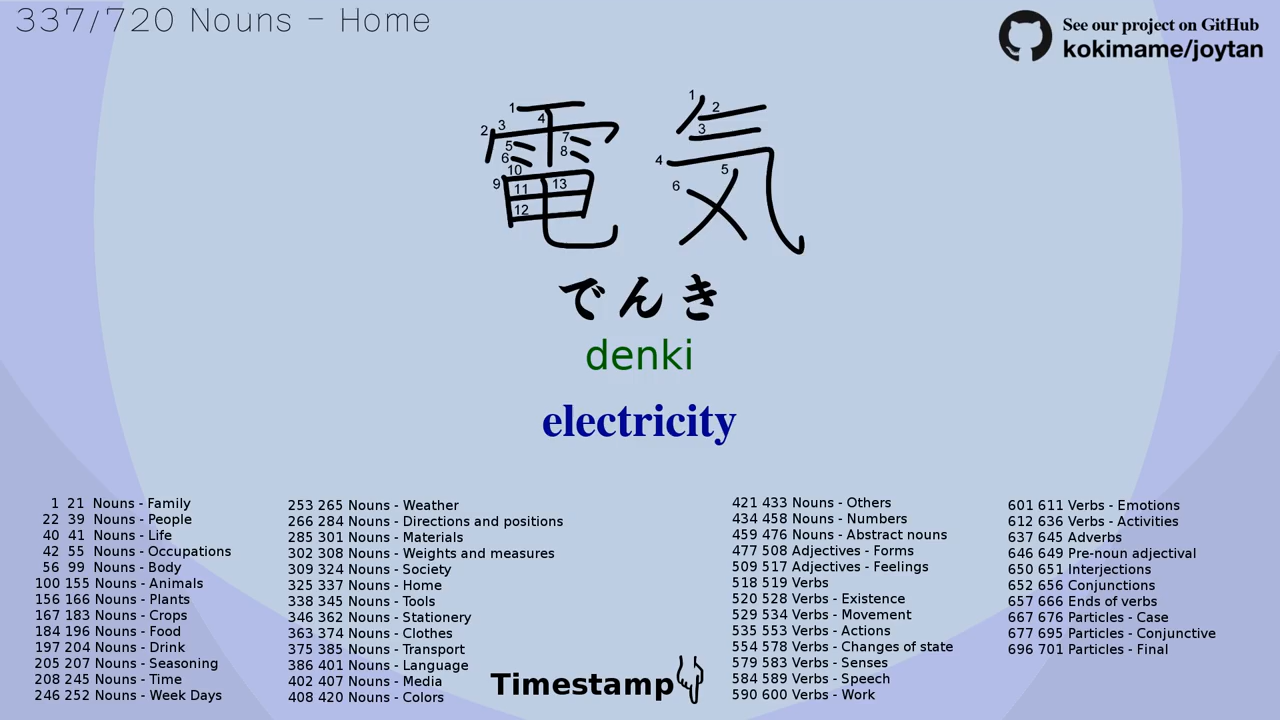 337/720 Nouns - Home
See our project on GitHub
kokimame/joytan
電気
でんき
denki
electricity
1 21 Nouns - Family
22 39 Nouns - People
40 41 Nouns - Life
42 55 Nouns - Occupations
56 99 Nouns - Body
100 155 Nouns - Animals
156 166 Nouns - Plants
167 183 Nouns - Crops
184 196 Nouns - Food
197 204 Nouns - Drink
205 207 Nouns - Seasoning
208 245 Nouns - Time
246 252 Nouns - Week Days
253 265 Nouns - Weather
266 284 Nouns - Directions and positions
285 301 Nouns - Materials
302 308 Nouns - Weights and measures
309 324 Nouns - Society
325 337 Nouns - Home
338 345 Nouns - Tools
346 362 Nouns - Stationery
363 374 Nouns - Clothes
375 385 Nouns - Transport
386 401 Nouns - Language
402 407 Nouns - Media
408 420 Nouns - Colors
Timestamp
421 433 Nouns - Others
434 458 Nouns - Numbers
459 476 Nouns - Abstract nouns
477 508 Adjectives - Forms
509 517 Adjectives - Feelings
518 519 Verbs
520 528 Verbs - Existence
529 534 Verbs - Movement
535 553 Verbs - Actions
554 578 Verbs - Changes of state
579 583 Verbs - Senses
584 589 Verbs - Speech
590 600 Verbs - Work
601 611 Verbs - Emotions
612 636 Verbs - Activities
637 645 Adverbs
646 649 Pre-noun adjectival
650 651 Interjections
652 656 Conjunctions
657 666 Ends of verbs
667 676 Particles - Case
677 695 Particles - Conjunctive
696 701 Particles - Final